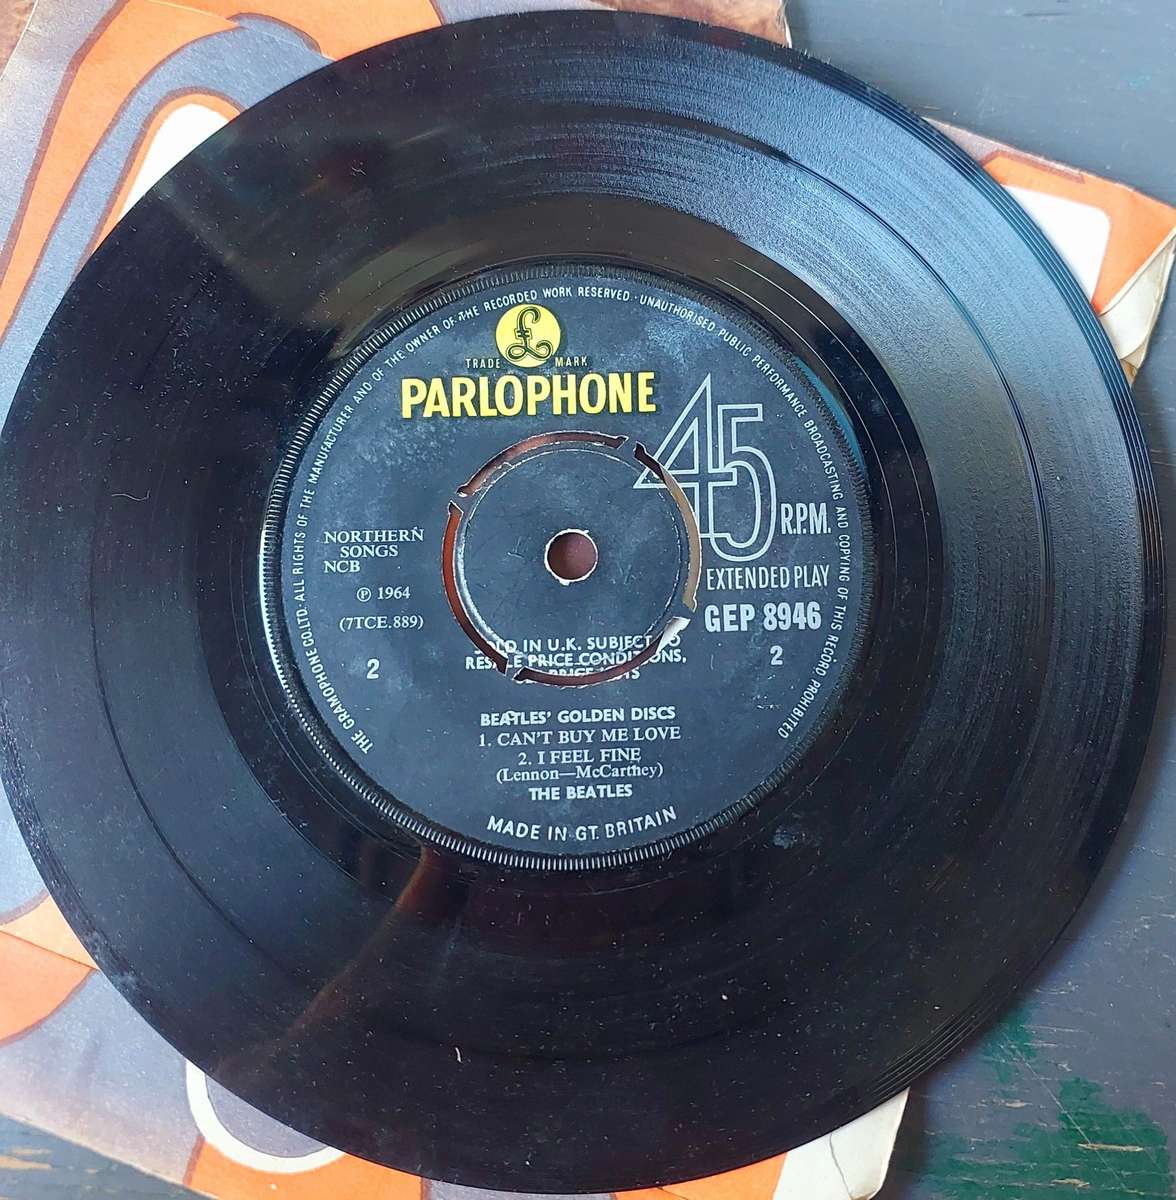 THE GRAMOPHONE CO. LTD. ALL RIGHTS OF THE MANUFACTURER AND OF THE OWNER OF THE RECORDED WORK RESERVED · UNAUTHORISED PUBLIC PERFORMANCE BROADCASTING AND COPYING OF THIS RECORD PROHIBITED
£
TRADE MARK
PARLOPHONE
45
R.P.M.
EXTENDED PLAY
GEP 8946
2
NORTHERN
SONGS
NCB
℗ 1964
(7TCE.889)
2
IN U.K. SUBJECT
PRICE CONDITIONS,
BEATLES' GOLDEN DISCS
1. CAN'T BUY ME LOVE
2. I FEEL FINE
(Lennon—McCartney)
THE BEATLES
MADE IN GT. BRITAIN